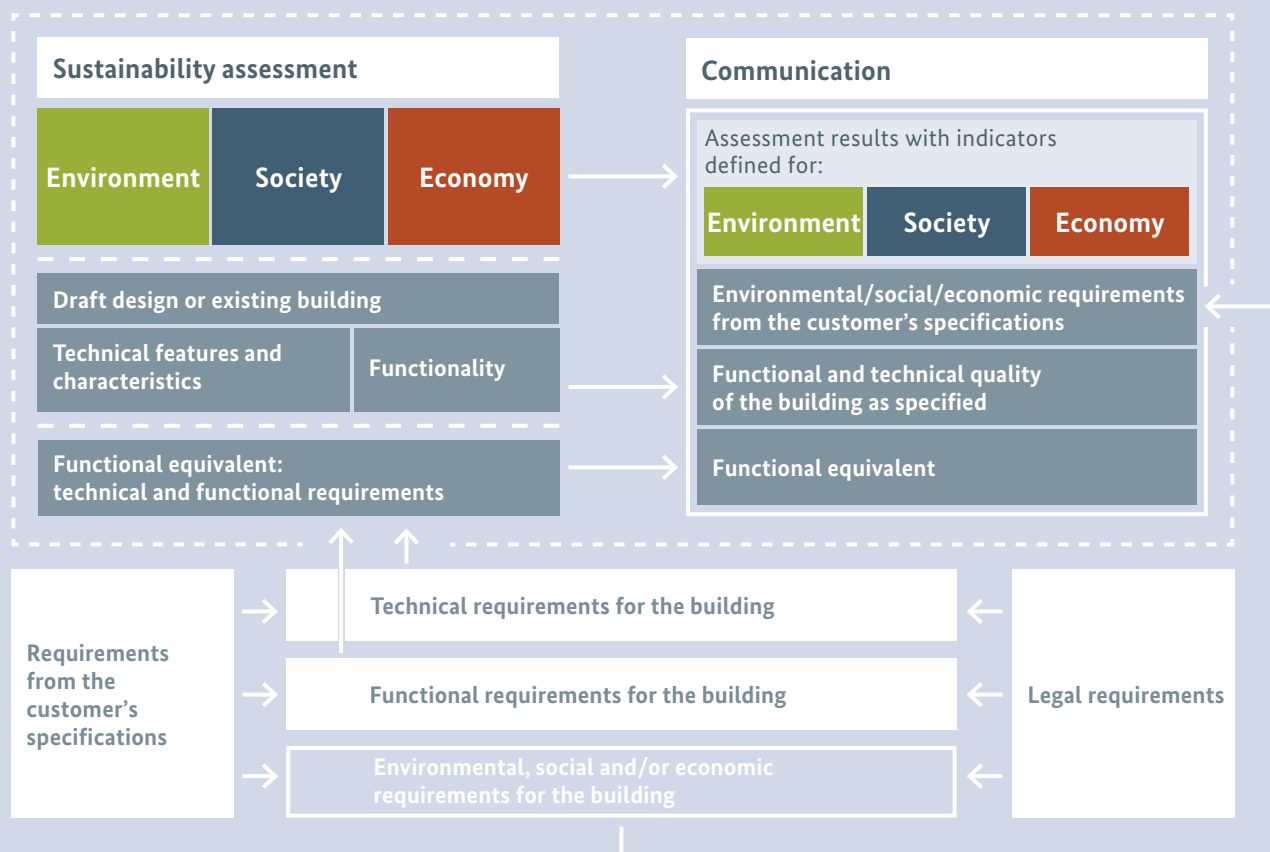 Sustainability assessment
Environment
Society
Economy
Draft design or existing building
Technical features and
characteristics
Functionality
Functional equivalent:
technical and functional requirements
Communication
Assessment results with indicators
defined for:
Environment
Society
Economy
Environmental/social/economic requirements
from the customer’s specifications
Functional and technical quality
of the building as specified
Functional equivalent
Requirements
from the
customer’s
specifications
Technical requirements for the building
Functional requirements for the building
Environmental, social and/or economic
requirements for the building
Legal requirements